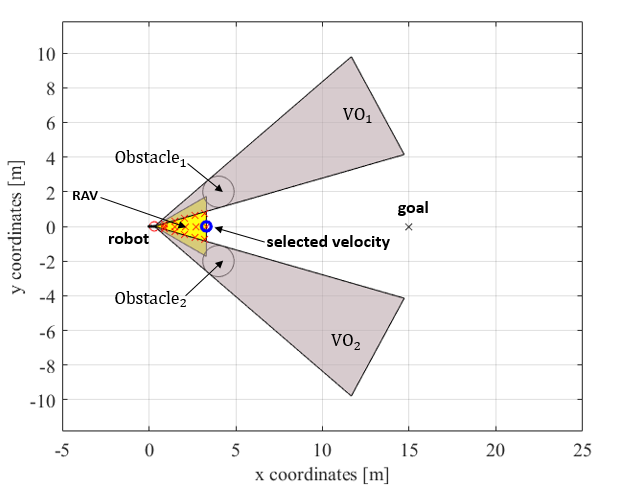 10
8
6
4
2
0
-2
-4
-6
-8
-10
y coordinates [m]
VO1
Obstacle1
RAV
robot
goal
selected velocity
Obstacle2
VO2
-5 0 5 10 15 20 25
x coordinates [m]